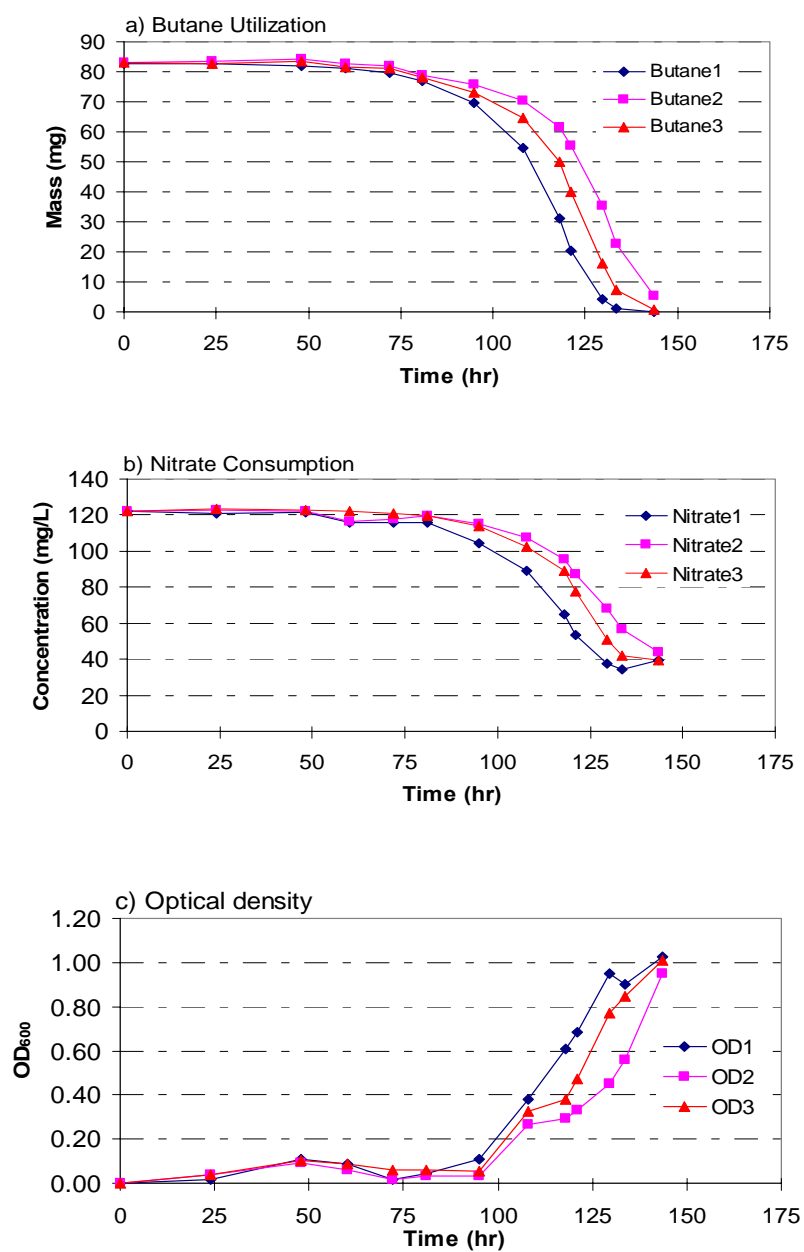 a) Butane Utilization
90
80
70
60
50
40
30
20
10
0
Mass (mg)
Butane1
Butane2
Butane3
0 25 50 75 100 125 150 175
Time (hr)
b) Nitrate Consumption
140
120
100
80
60
40
20
0
Concentration (mg/L)
Nitrate1
Nitrate2
Nitrate3
0 25 50 75 100 125 150 175
Time (hr)
c) Optical density
1.20
1.00
0.80
0.60
0.40
0.20
0.00
OD600
OD1
OD2
OD3
0 25 50 75 100 125 150 175
Time (hr)